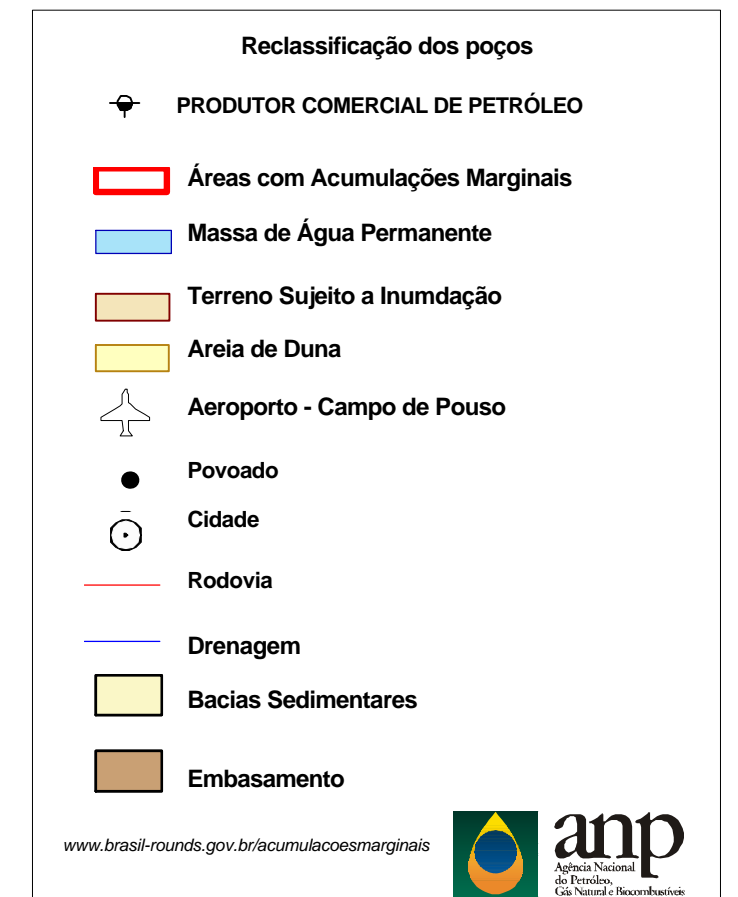 Reclassificação dos poços
PRODUTOR COMERCIAL DE PETRÓLEO
Áreas com Acumulações Marginais
Massa de Água Permanente
Terreno Sujeito a Inumdação
Areia de Duna
Aeroporto - Campo de Pouso
Povoado
Cidade
Rodovia
Drenagem
Bacias Sedimentares
Embasamento
www.brasil-rounds.gov.br/acumulacoesmarginais
anp
Agência Nacional
do Petróleo,
Gás Natural e Biocombustíveis